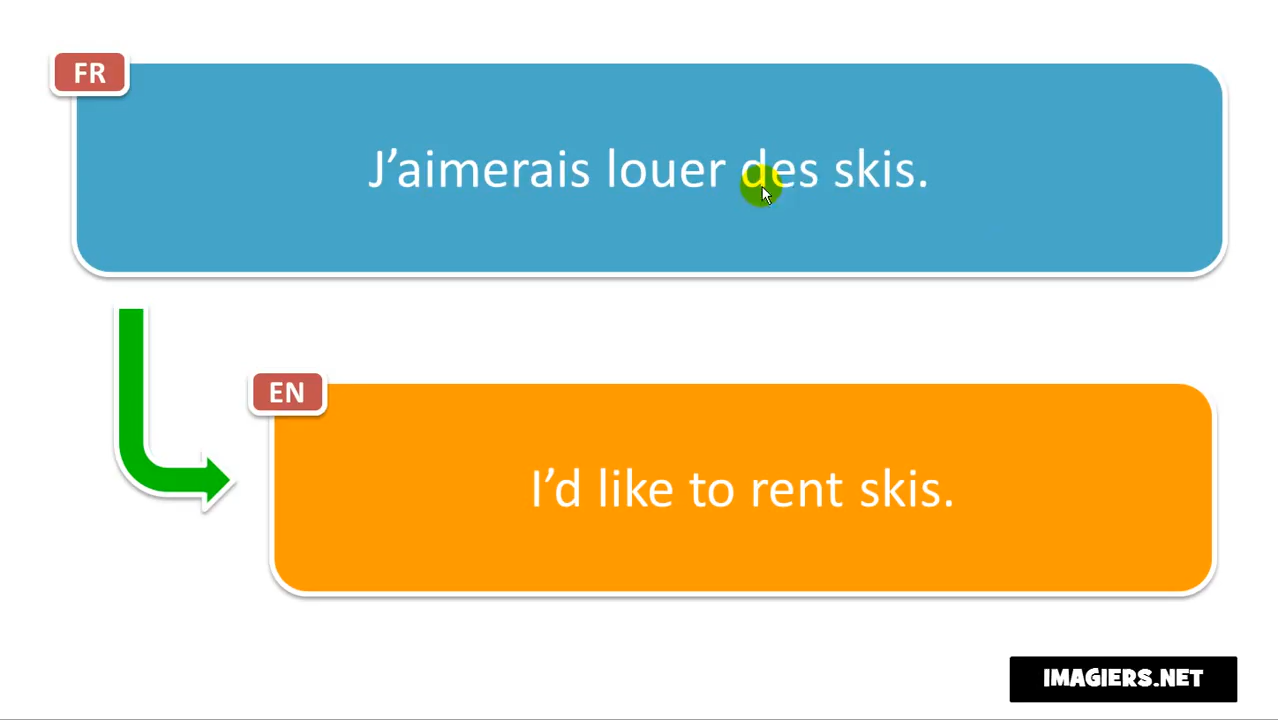 FR
J’aimerais louer des skis.
EN
I’d like to rent skis.
IMAGIERS.NET